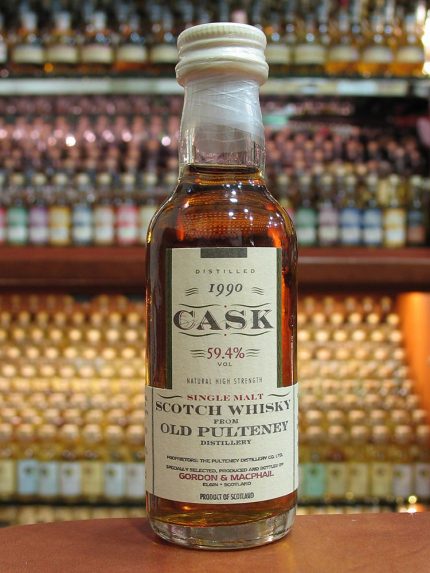 DISTILLED
1990
CASK
59.4%
VOL
NATURAL HIGH STRENGTH
SINGLE MALT
SCOTCH WHISKY
FROM
OLD PULTENEY
DISTILLERY
PROPRIETORS: THE PULTENEY DISTILLERY CO. LTD.
SPECIALLY SELECTED, PRODUCED AND BOTTLED BY
GORDON & MACPHAIL
ELGIN · SCOTLAND
PRODUCT OF SCOTLAND